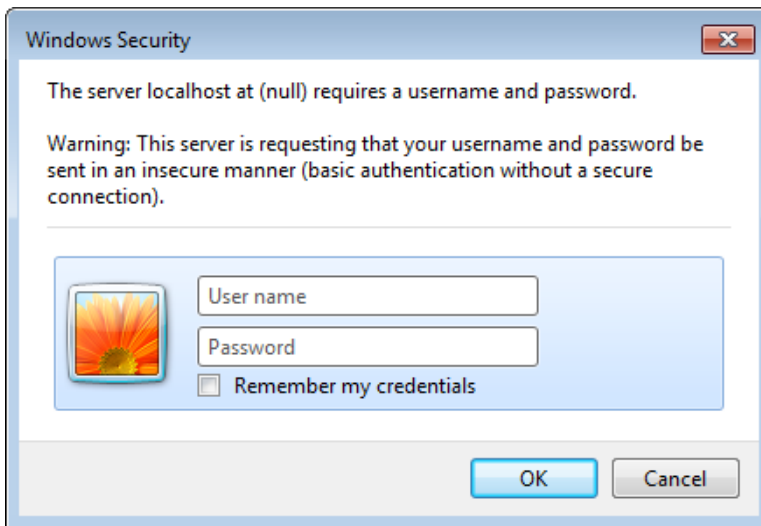 Windows Security
The server localhost at (null) requires a username and password.
Warning: This server is requesting that your username and password be
sent in an insecure manner (basic authentication without a secure
connection).
User name
Password
Remember my credentials
OK
Cancel